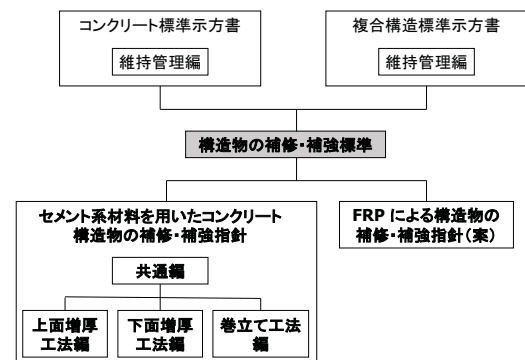 コンクリート標準示方書
維持管理編
複合構造標準示方書
維持管理編
構造物の補修・補強標準
セメント系材料を用いたコンクリート
構造物の補修・補強指針
共通編
上面増厚
工法編
下面増厚
工法編
巻立て工法
編
FRP による構造物の
補修・補強指針（案）